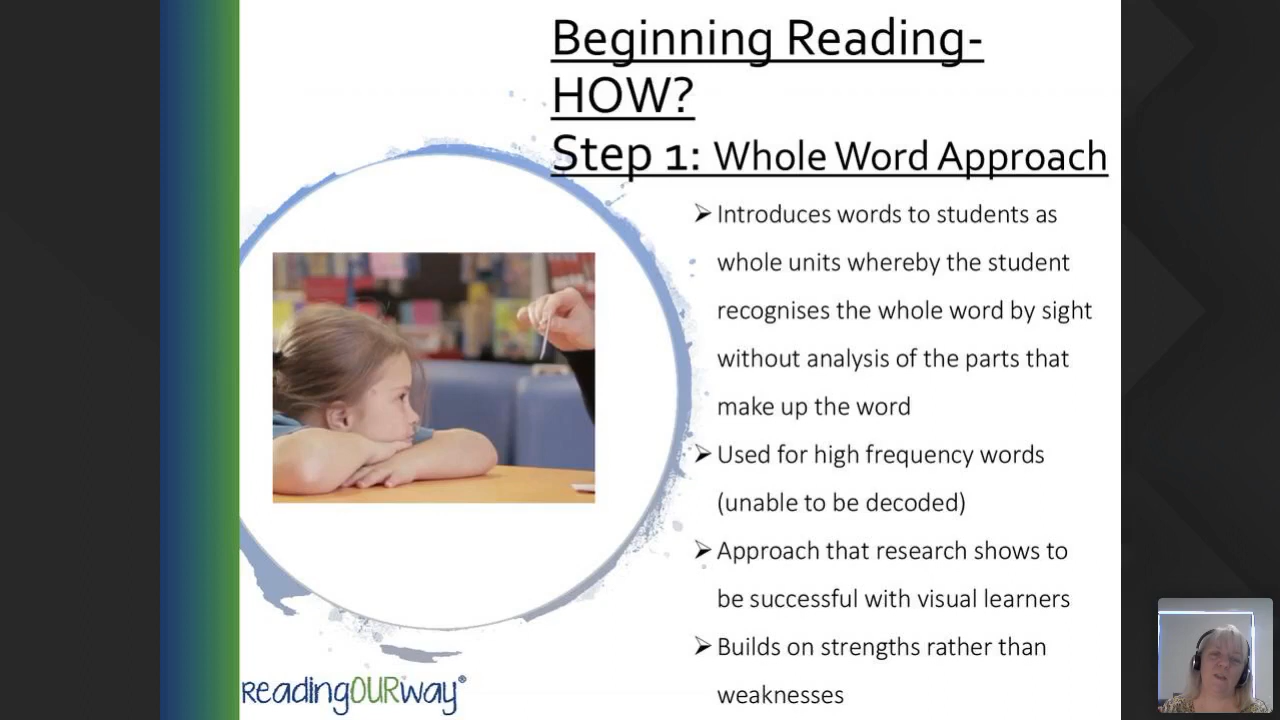 Beginning Reading-
HOW?
Step 1: Whole Word Approach
➢ Introduces words to students as
whole units whereby the student
recognises the whole word by sight
without analysis of the parts that
make up the word
➢ Used for high frequency words
(unable to be decoded)
➢ Approach that research shows to
be successful with visual learners
➢ Builds on strengths rather than
weaknesses
readingOURway®